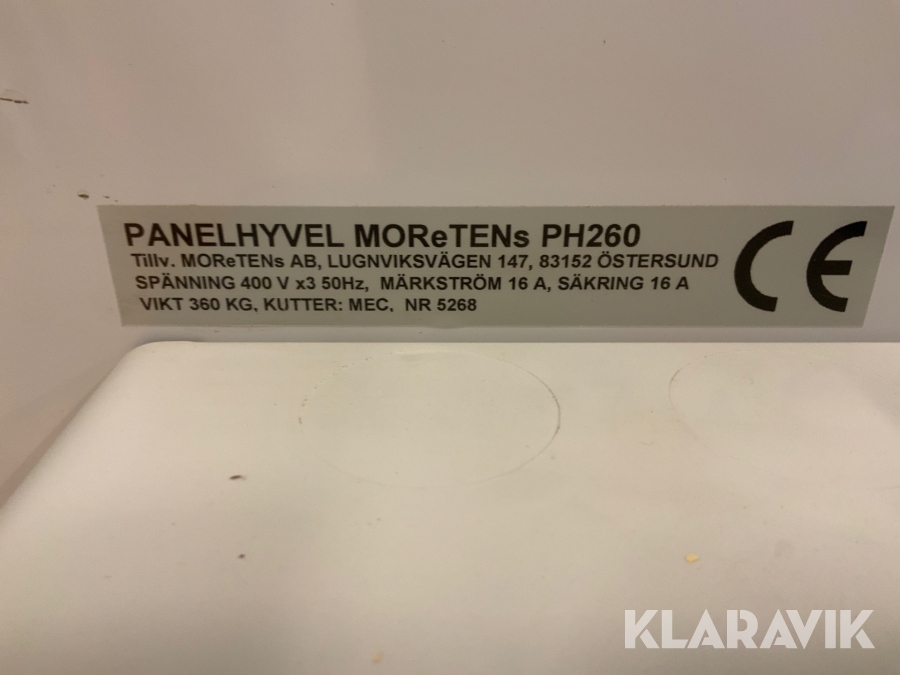 PANELHYVEL MOReTENs PH260
Tillv. MOReTENs AB, LUGNVIKSVÄGEN 147, 83152 ÖSTERSUND
SPÄNNING 400 V x3 50Hz, MÄRKSTRÖM 16 A, SÄKRING 16 A
VIKT 360 KG, KUTTER: MEC, NR 5268
CE
KLARAVIK